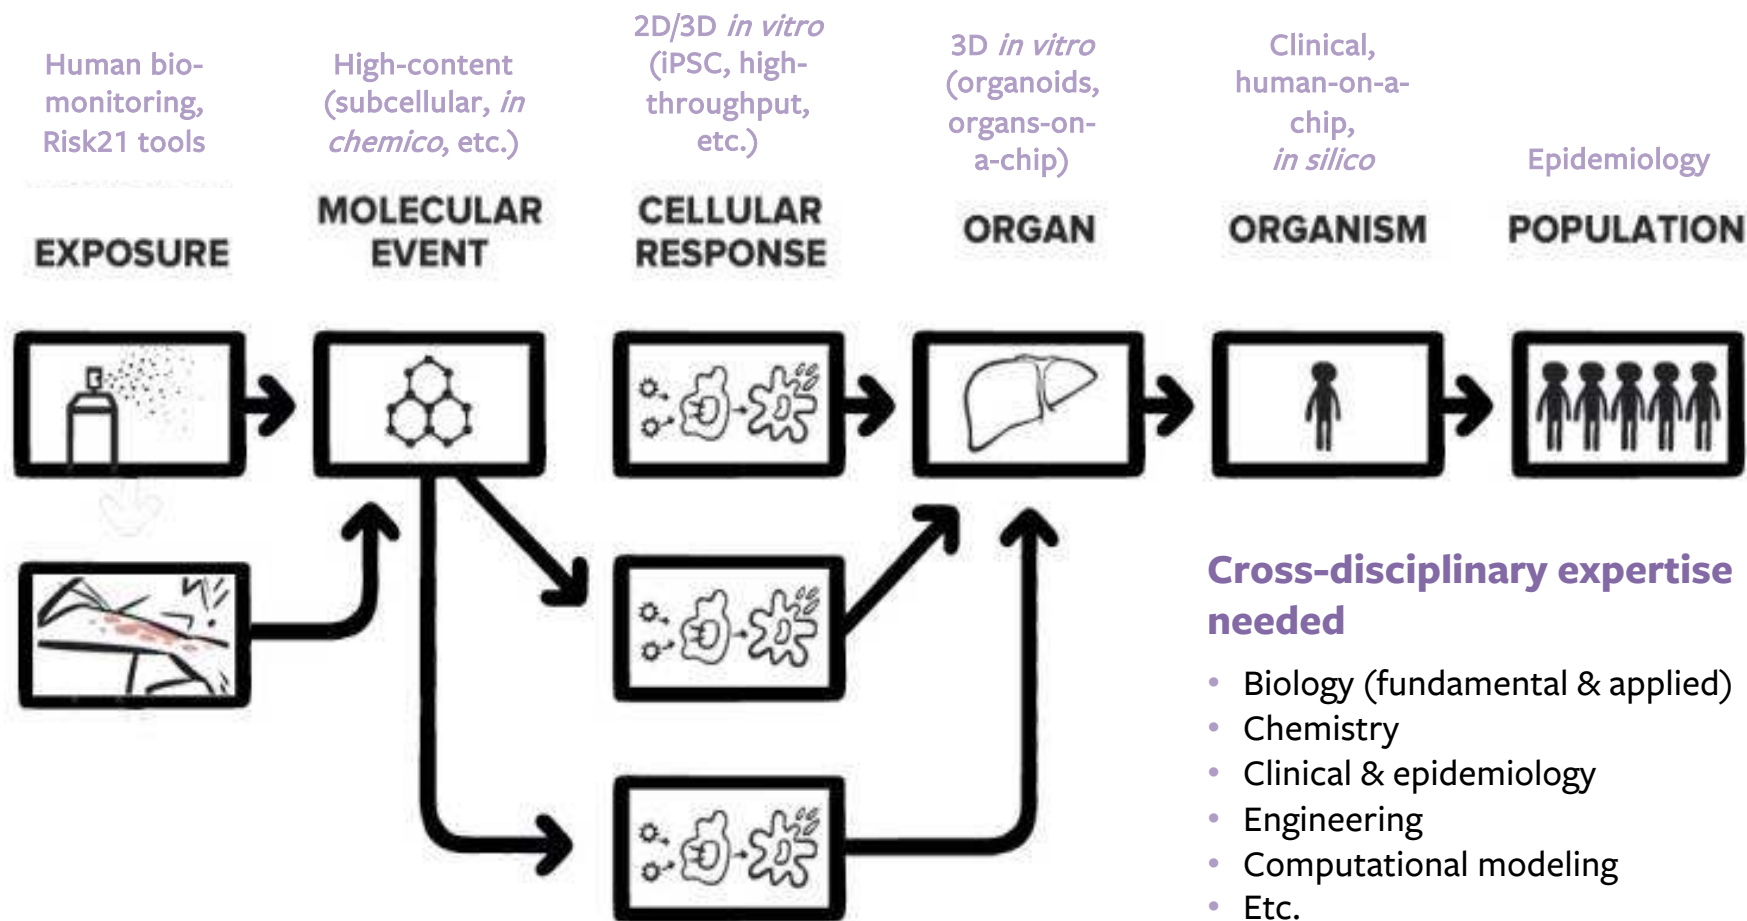 Human bio-
monitoring,
Risk21 tools
High-content
(subcellular, in
chemico, etc.)
2D/3D in vitro
(iPSC, high-
throughput,
etc.)
3D in vitro
(organoids,
organs-on-
a-chip)
Clinical,
human-on-a-
chip,
in silico
Epidemiology
EXPOSURE
MOLECULAR
EVENT
CELLULAR
RESPONSE
ORGAN
ORGANISM
POPULATION
Cross-disciplinary expertise
needed
• Biology (fundamental & applied)
• Chemistry
• Clinical & epidemiology
• Engineering
• Computational modeling
• Etc.